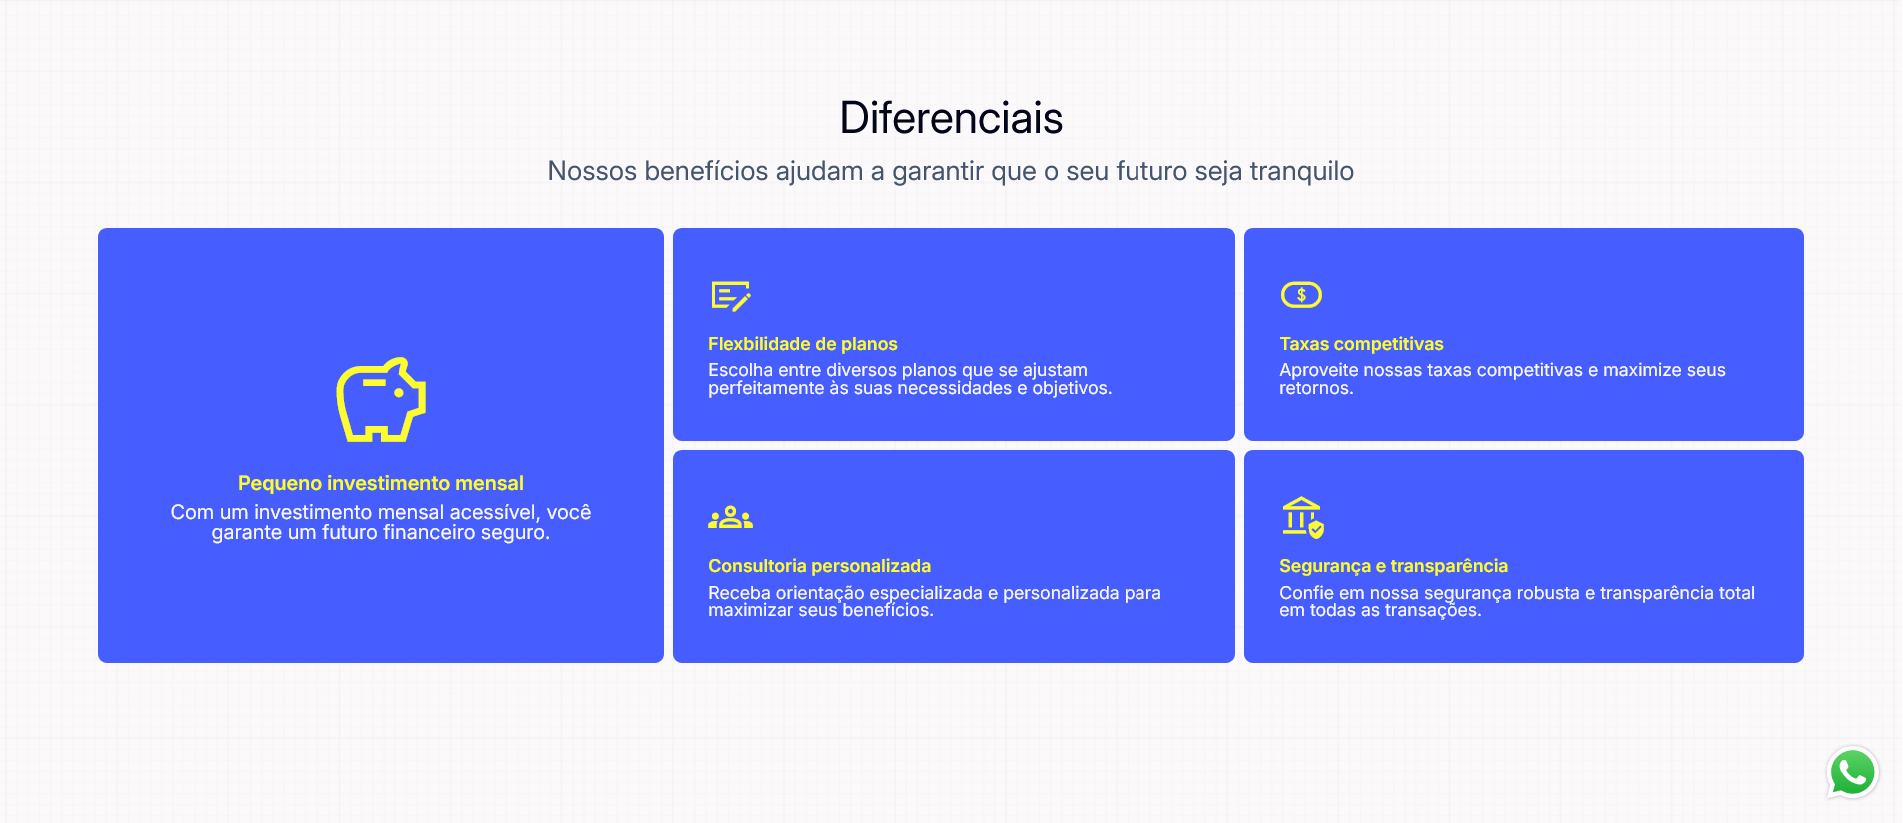 Diferenciais
Nossos benefícios ajudam a garantir que o seu futuro seja tranquilo
Pequeno investimento mensal
Com um investimento mensal acessível, você
garante um futuro financeiro seguro.
Flexbilidade de planos
Escolha entre diversos planos que se ajustam
perfeitamente às suas necessidades e objetivos.
$
Taxas competitivas
Aproveite nossas taxas competitivas e maximize seus
retornos.
Consultoria personalizada
Receba orientação especializada e personalizada para
maximizar seus benefícios.
Segurança e transparência
Confie em nossa segurança robusta e transparência total
em todas as transações.